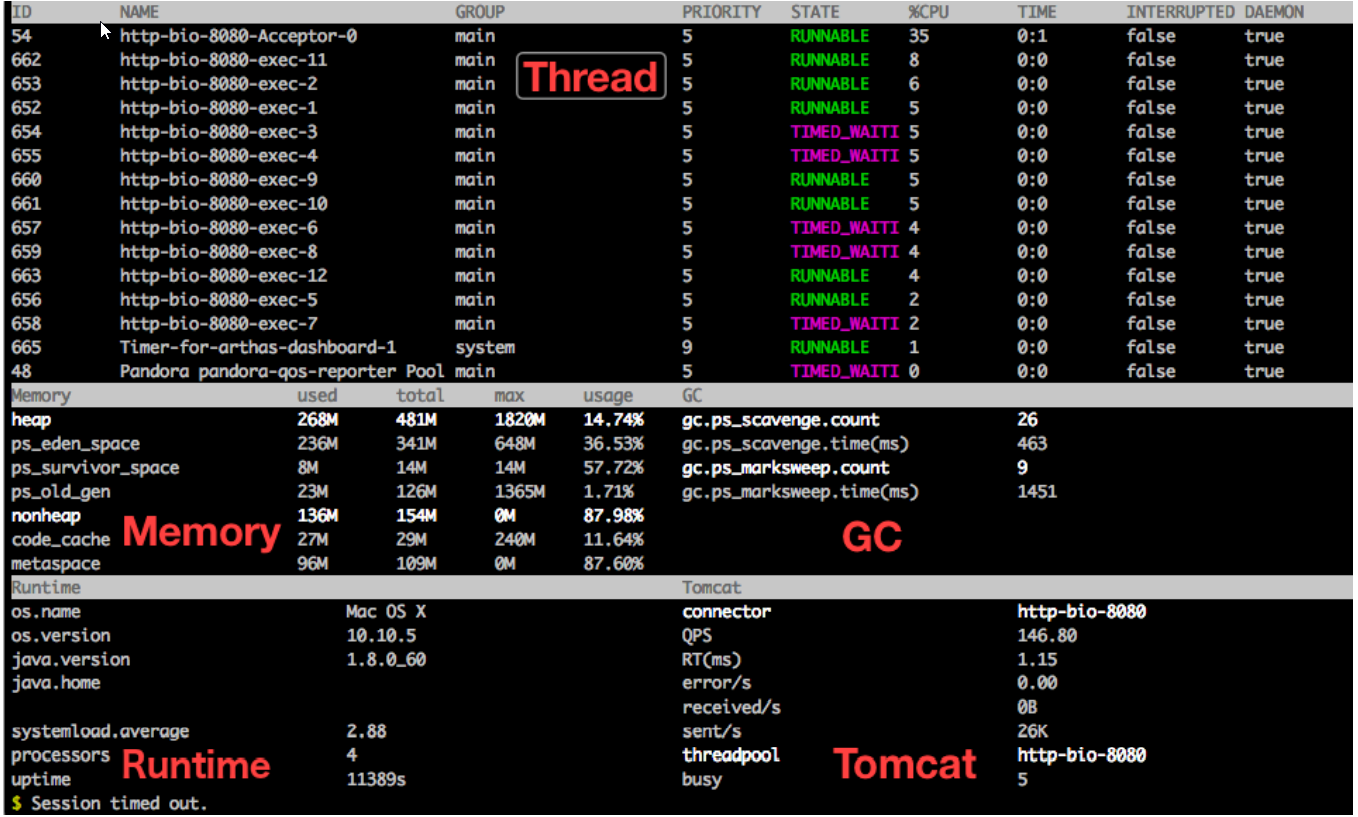 ID NAME GROUP PRIORITY STATE %CPU TIME INTERRUPTED DAEMON
54 http-bio-8080-Acceptor-0 main 5 RUNNABLE 35 0:1 false true
662 http-bio-8080-exec-11 main 5 RUNNABLE 8 0:0 false true
Thread
653 http-bio-8080-exec-2 main 5 RUNNABLE 6 0:0 false true
652 http-bio-8080-exec-1 main 5 RUNNABLE 5 0:0 false true
654 http-bio-8080-exec-3 main 5 TIMED_WAITI 5 0:0 false true
655 http-bio-8080-exec-4 main 5 TIMED_WAITI 5 0:0 false true
660 http-bio-8080-exec-9 main 5 RUNNABLE 5 0:0 false true
661 http-bio-8080-exec-10 main 5 RUNNABLE 5 0:0 false true
657 http-bio-8080-exec-6 main 5 TIMED_WAITI 4 0:0 false true
659 http-bio-8080-exec-8 main 5 TIMED_WAITI 4 0:0 false true
663 http-bio-8080-exec-12 main 5 RUNNABLE 4 0:0 false true
656 http-bio-8080-exec-5 main 5 RUNNABLE 2 0:0 false true
658 http-bio-8080-exec-7 main 5 TIMED_WAITI 2 0:0 false true
665 Timer-for-arthas-dashboard-1 system 9 RUNNABLE 1 0:0 false true
48 Pandora pandora-qos-reporter Pool main 5 TIMED_WAITI 0 0:0 false true
Memory used total max usage GC
heap 268M 481M 1820M 14.74% gc.ps_scavenge.count 26
ps_eden_space 236M 341M 648M 36.53% gc.ps_scavenge.time(ms) 463
ps_survivor_space 8M 14M 14M 57.72% gc.ps_marksweep.count 9
ps_old_gen 23M 126M 1365M 1.71% gc.ps_marksweep.time(ms) 1451
nonheap 136M 154M 0M 87.98%
Memory GC
code_cache 27M 29M 240M 11.64%
metaspace 96M 109M 0M 87.60%
Runtime Tomcat
os.name Mac OS X connector http-bio-8080
os.version 10.10.5 QPS 146.80
java.version 1.8.0_60 RT(ms) 1.15
java.home error/s 0.00
received/s 0B
systemload.average 2.88 sent/s 26K
processors 4 threadpool http-bio-8080
Runtime Tomcat
uptime 11389s busy 5
$ Session timed out.